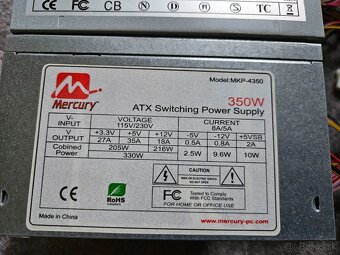 Model:MKP-4350
350W
Mercury
ATX Switching Power Supply
V- INPUT VOLTAGE 115V/230V CURRENT 8A/5A
V- OUTPUT +3.3V +5V +12V -5V -12V +5VSB
27A 35A 18A 0.5A 0.8A 2A
Cobined Power 205W 216W 2.5W 9.6W 10W
330W
RoHS
COMPLIANT
CAUTION
Tested To Comply
With FCC Standards
FOR HOME OR OFFICE USE
Made in China
www.mercury-pc.com